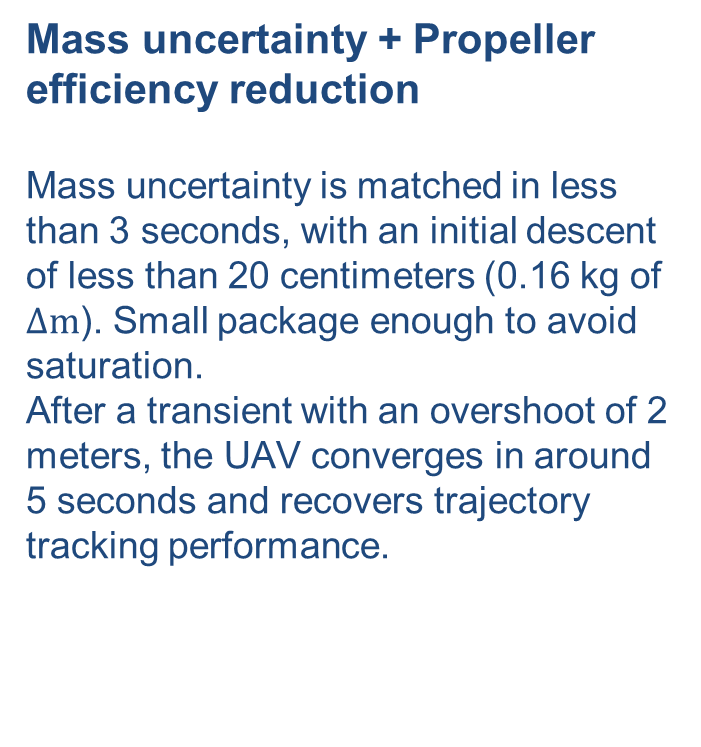 Mass uncertainty + Propeller
efficiency reduction
Mass uncertainty is matched in less
than 3 seconds, with an initial descent
of less than 20 centimeters (0.16 kg of
Δm). Small package enough to avoid
saturation.
After a transient with an overshoot of 2
meters, the UAV converges in around
5 seconds and recovers trajectory
tracking performance.